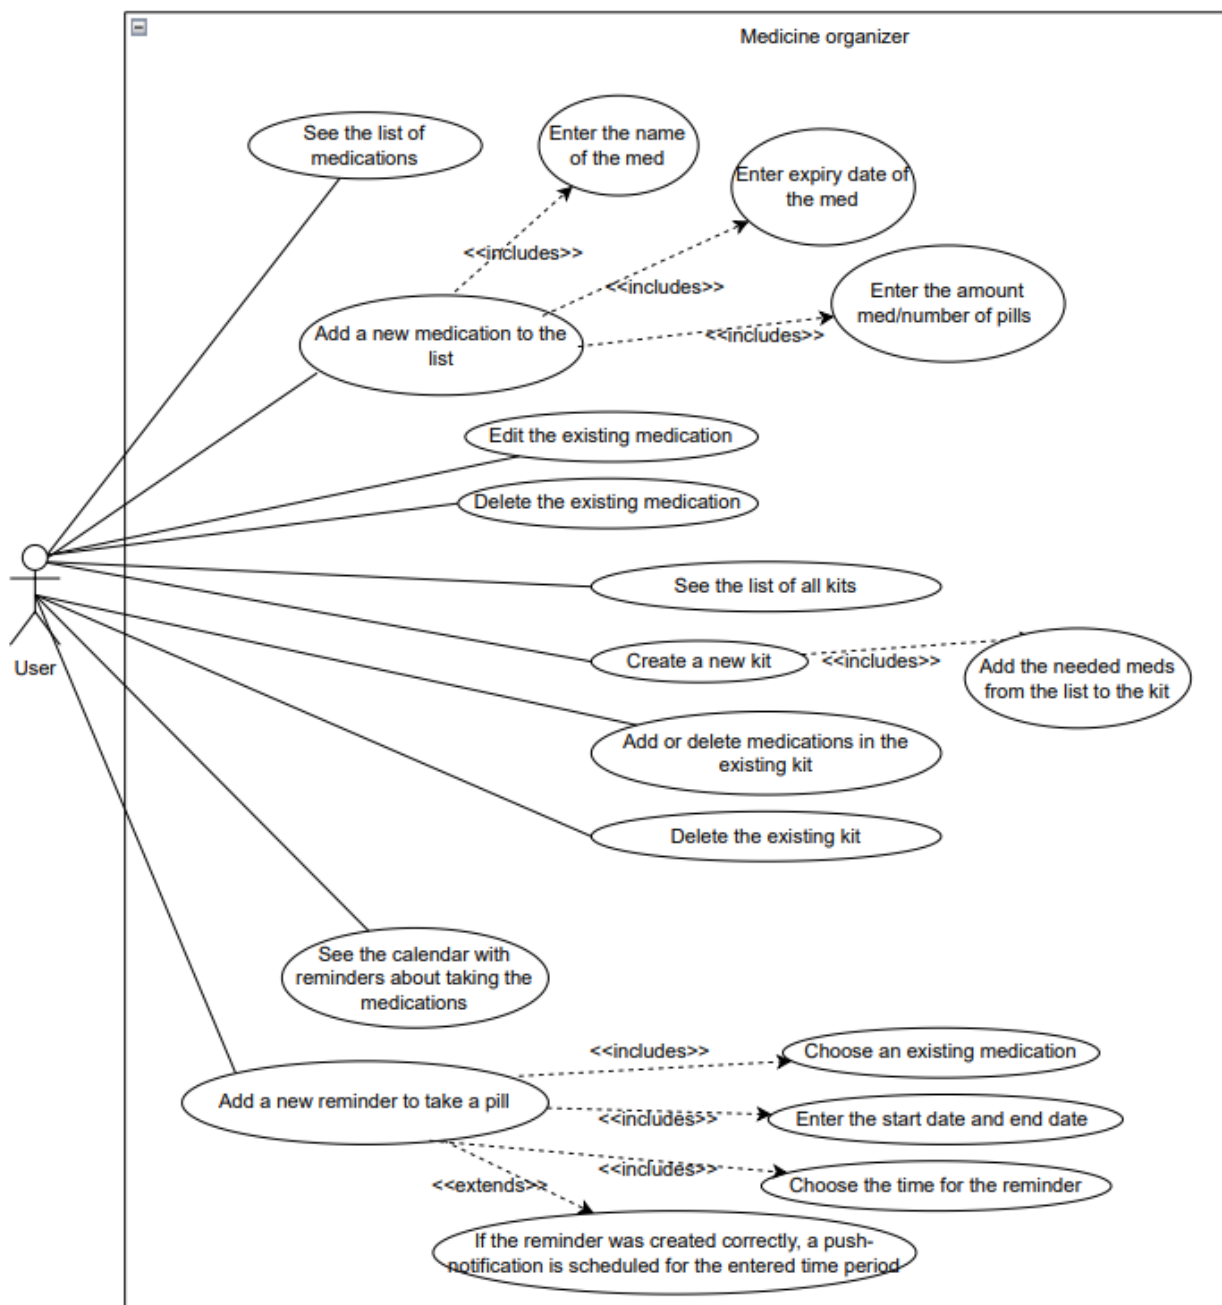 Medicine organizer
See the list of
medications
Enter the name
of the med
Enter expiry date of
the med
<<includes>>
<<includes>>
Enter the amount
med/number of pills
<<includes>>
Add a new medication to the
list
Edit the existing medication
Delete the existing medication
See the list of all kits
User
Create a new kit
<<includes>>
Add the needed meds
from the list to the kit
Add or delete medications in the
existing kit
Delete the existing kit
See the calendar with
reminders about taking the
medications
<<includes>>
Choose an existing medication
Add a new reminder to take a pill
<<includes>>
Enter the start date and end date
<<includes>>
Choose the time for the reminder
<<extends>>
If the reminder was created correctly, a push-
notification is scheduled for the entered time period